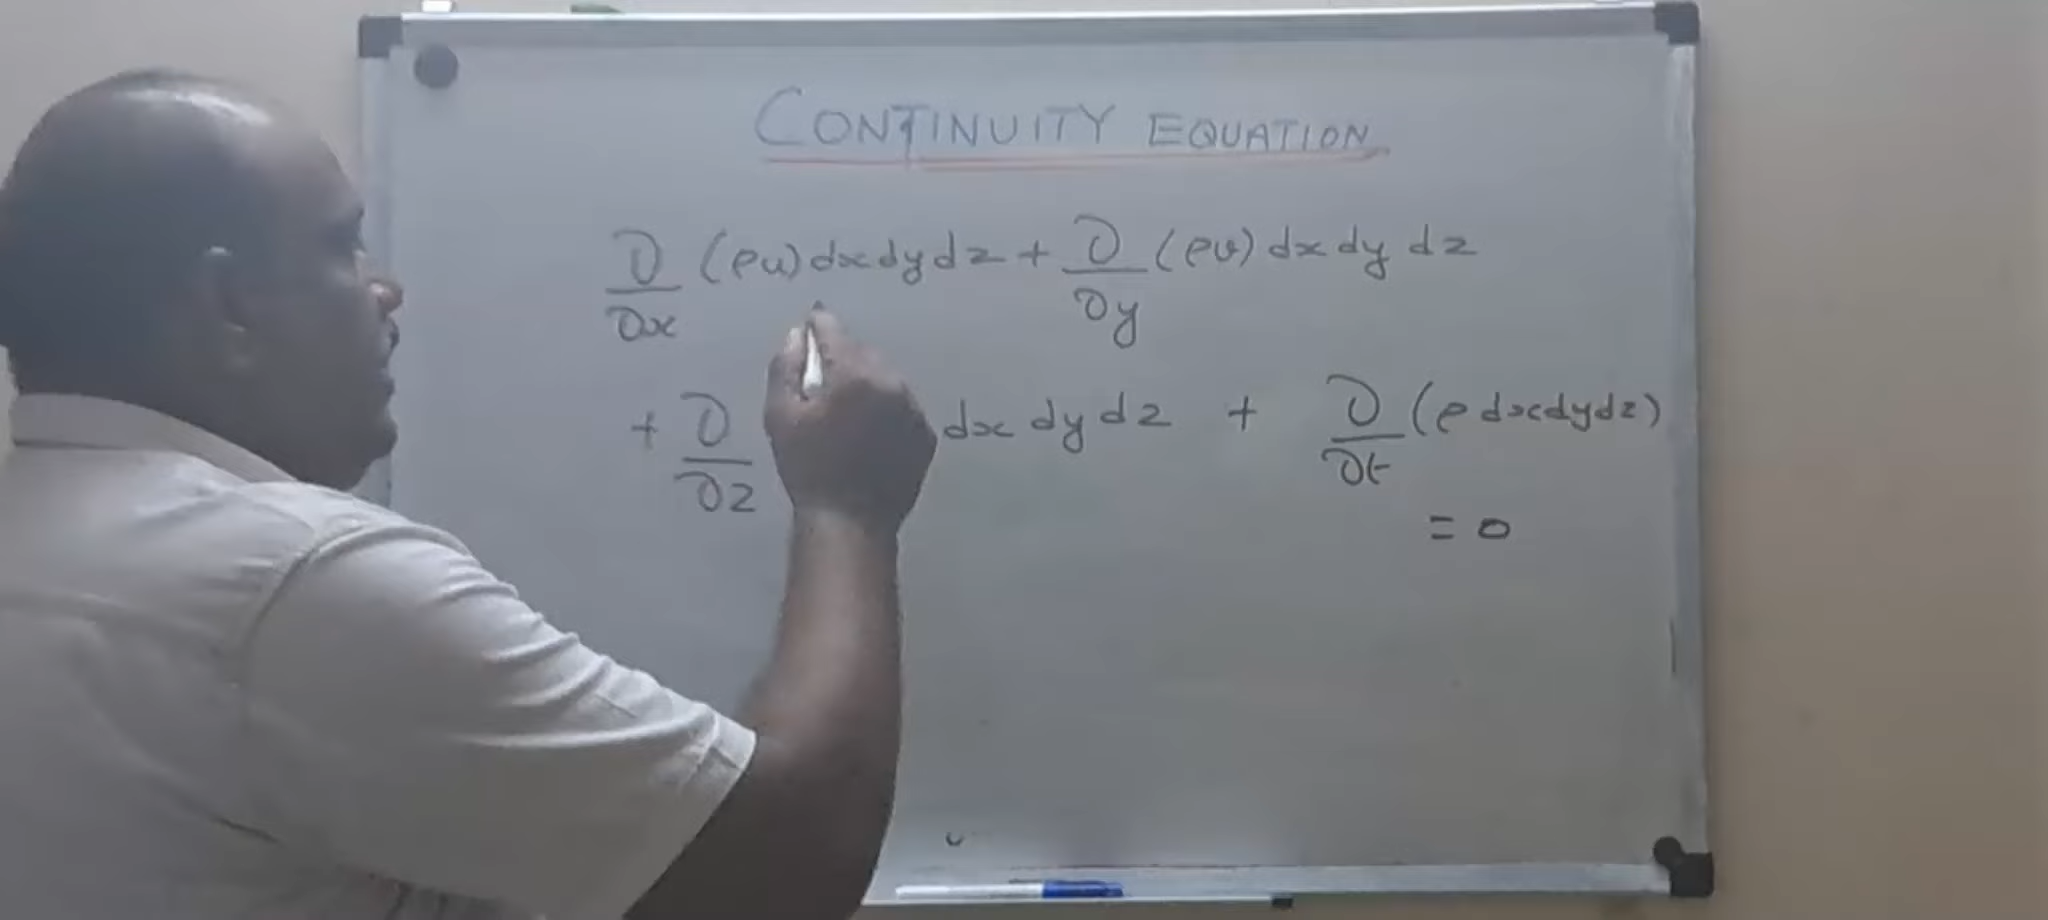 CONTINUITY EQUATION
∂/∂x (ρu) dx dy dz + ∂/∂y (ρv) dx dy dz
+ ∂/∂z dx dy dz + ∂/∂t (ρ dx dy dz)
= 0